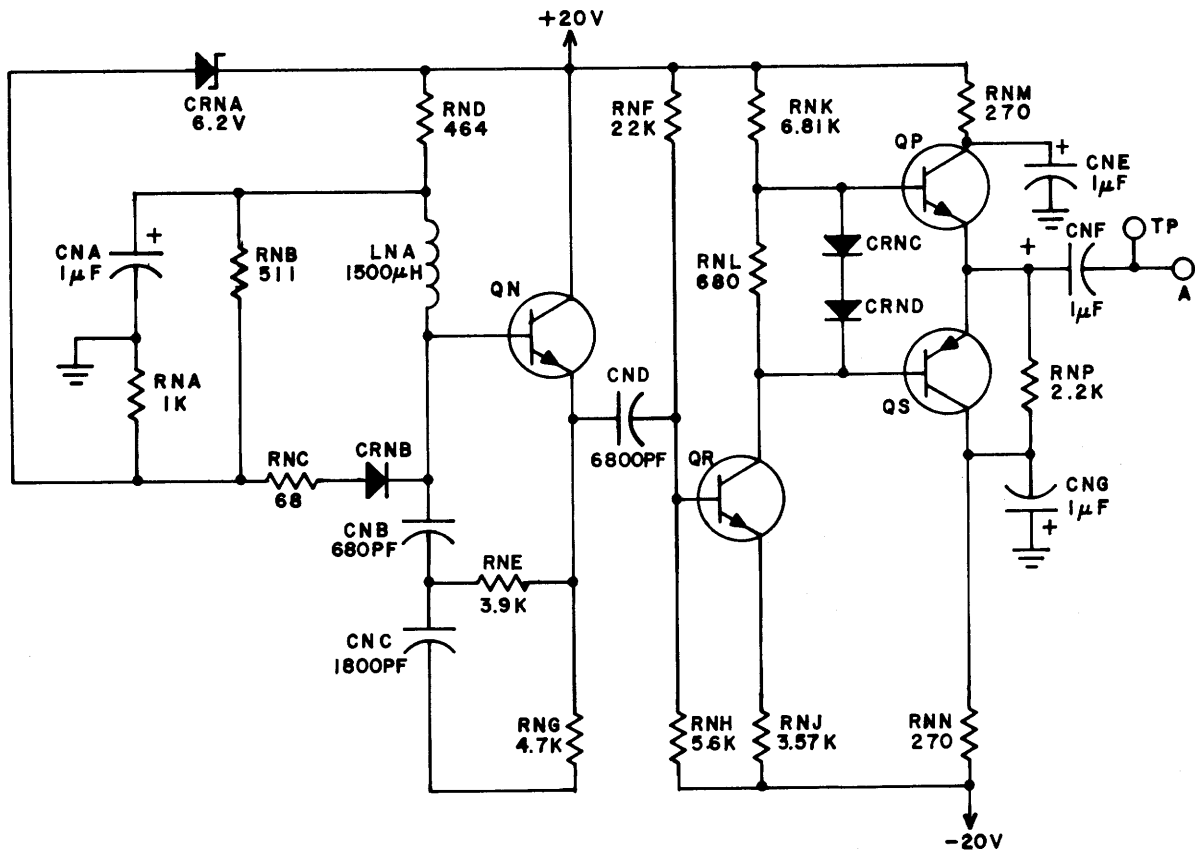 +20V
CRNA
6.2V
RND
464
RNF
22K
RNK
6.81K
RNM
270
QP
+
CNE
1µF
+
CNA
1µF
RNB
511
LNA
1500µH
QN
RNL
680
CRNC
CRND
+
CNF
1µF
TP
A
RNA
1K
CND
6800PF
QS
RNP
2.2K
RNC
68
CRNB
QR
CNG
1µF
+
CNB
680PF
RNE
3.9K
CNC
1800PF
RNG
4.7K
RNH
5.6K
RNJ
3.57K
RNN
270
-20V